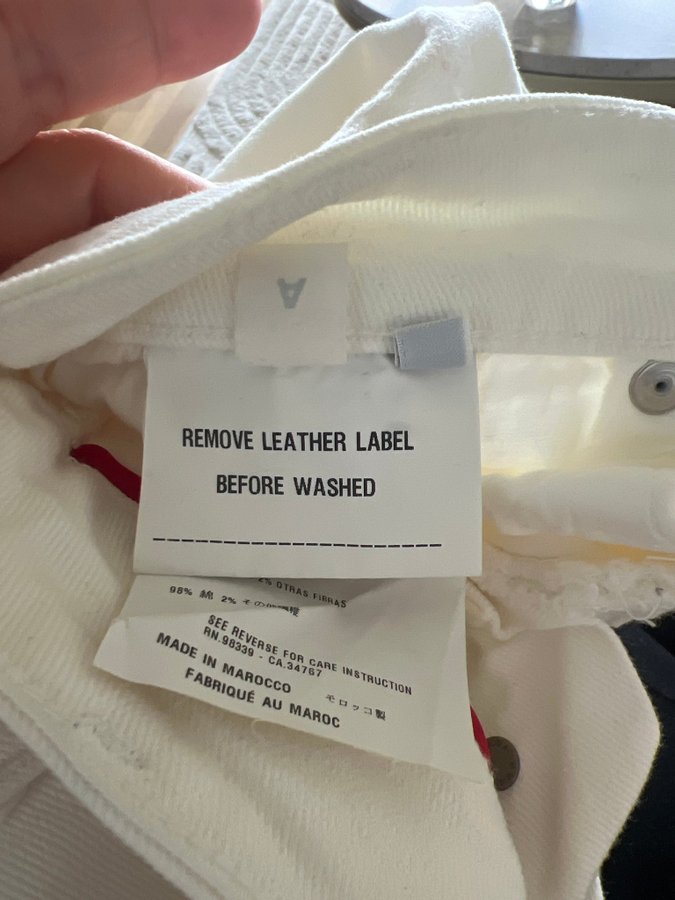 A
REMOVE LEATHER LABEL
BEFORE WASHED
2% OTRAS FIBRAS
98% 綿 2% その他繊維
SEE REVERSE FOR CARE INSTRUCTION
RN.98339 - CA.34767
MADE IN MAROCCO モロッコ製
FABRIQUÉ AU MAROC